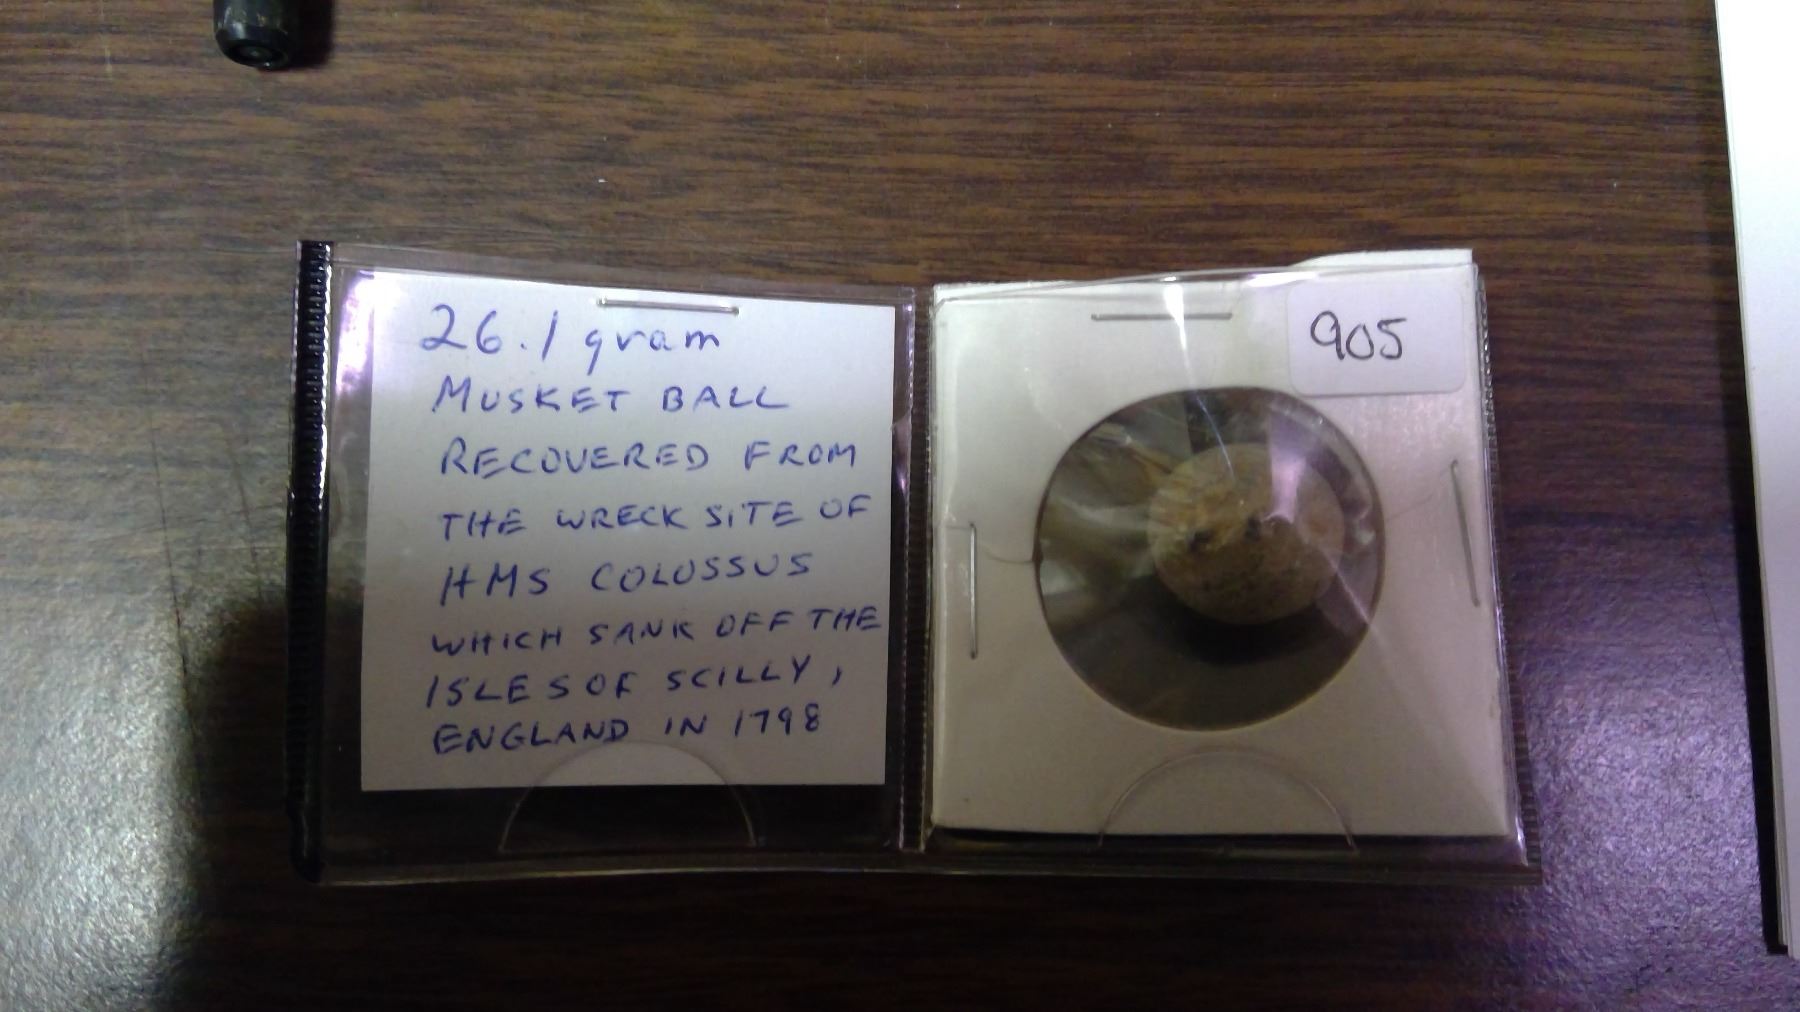 26.1 gram
MUSKET BALL
RECOVERED FROM
THE WRECK SITE OF
HMS COLOSSUS
WHICH SANK OFF THE
ISLES OF SCILLY,
ENGLAND IN 1798
905